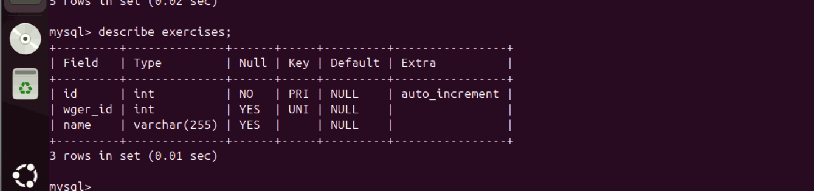 5 rows in set (0.02 sec)
mysql> describe exercises;
+---------+--------------+------+-----+---------+----------------+
| Field   | Type         | Null | Key | Default | Extra          |
+---------+--------------+------+-----+---------+----------------+
| id      | int          | NO   | PRI | NULL    | auto_increment |
| wger_id | int          | YES  | UNI | NULL    |                |
| name    | varchar(255) | YES  |     | NULL    |                |
+---------+--------------+------+-----+---------+----------------+
3 rows in set (0.01 sec)
mysql>